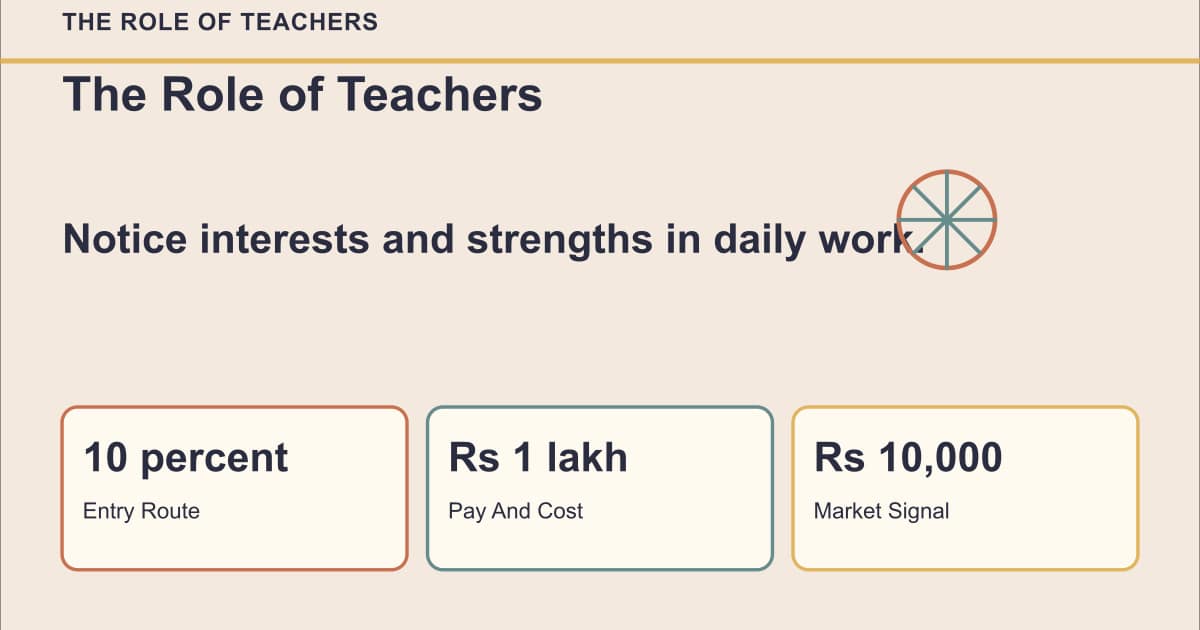 THE ROLE OF TEACHERS
The Role of Teachers
Notice interests and strengths in daily work.
10 percent
Entry Route
Rs 1 lakh
Pay And Cost
Rs 10,000
Market Signal